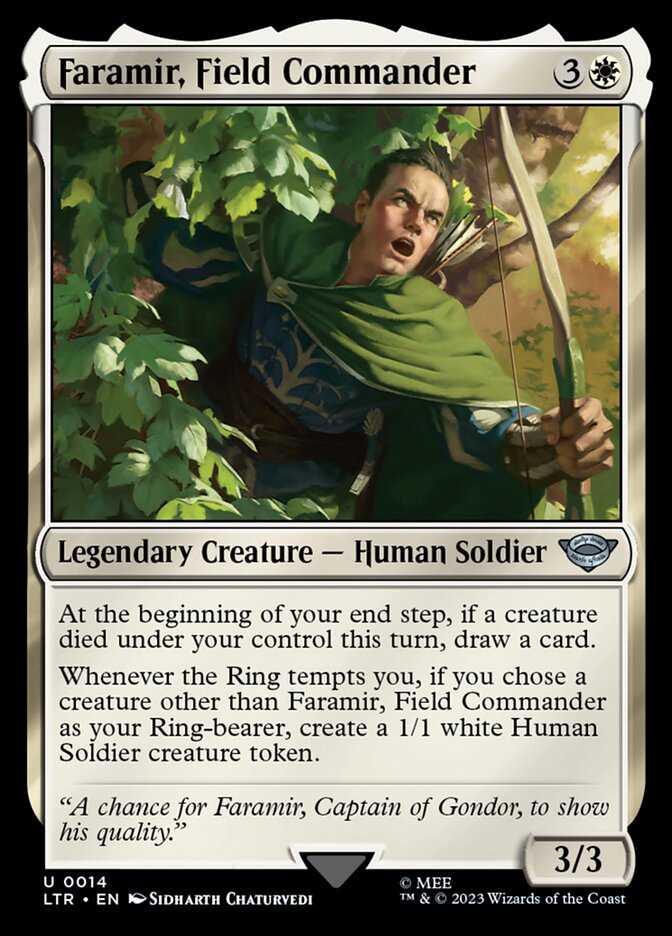 Faramir, Field Commander 3
Legendary Creature — Human Soldier
At the beginning of your end step, if a creature
died under your control this turn, draw a card.
Whenever the Ring tempts you, if you chose a
creature other than Faramir, Field Commander
as your Ring-bearer, create a 1/1 white Human
Soldier creature token.
“A chance for Faramir, Captain of Gondor, to show
his quality.”
3/3
U 0014
LTR • EN Sidharth Chaturvedi
© MEE
™ & © 2023 Wizards of the Coast